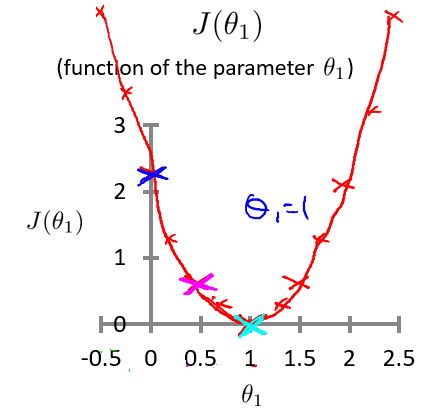 J(θ₁)
(function of the parameter θ₁)
3
2
J(θ₁)
θ₁=1
1
0
-0.5 0 0.5 1 1.5 2 2.5
θ₁